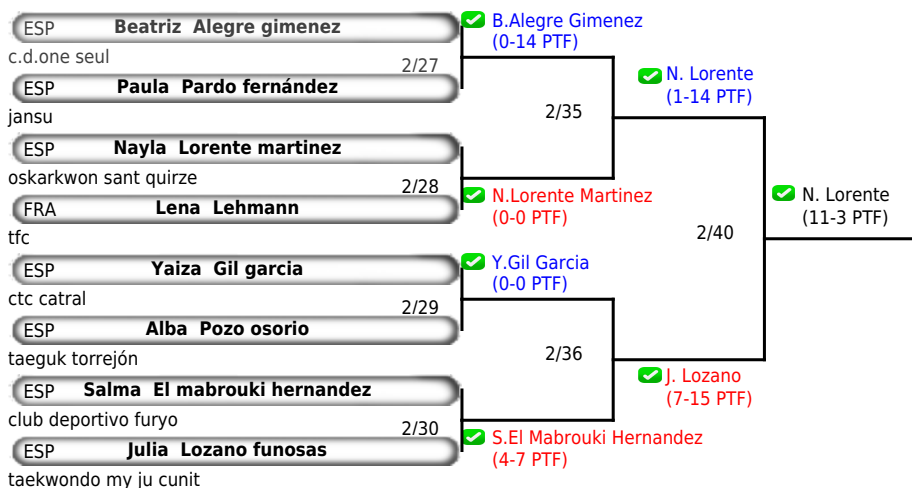 ESP Beatriz Alegre gimenez
c.d.one seul
2/27
ESP Paula Pardo fernández
jansu
ESP Nayla Lorente martinez
oskarkwon sant quirze
2/28
FRA Lena Lehmann
tfc
ESP Yaiza Gil garcia
ctc catral
2/29
ESP Alba Pozo osorio
taeguk torrejón
ESP Salma El mabrouki hernandez
club deportivo furyo
2/30
ESP Julia Lozano funosas
taekwondo my ju cunit
B.Alegre Gimenez
(0-14 PTF)
2/35
N.Lorente Martinez
(0-0 PTF)
Y.Gil Garcia
(0-0 PTF)
2/36
S.El Mabrouki Hernandez
(4-7 PTF)
N. Lorente
(1-14 PTF)
2/40
J. Lozano
(7-15 PTF)
N. Lorente
(11-3 PTF)